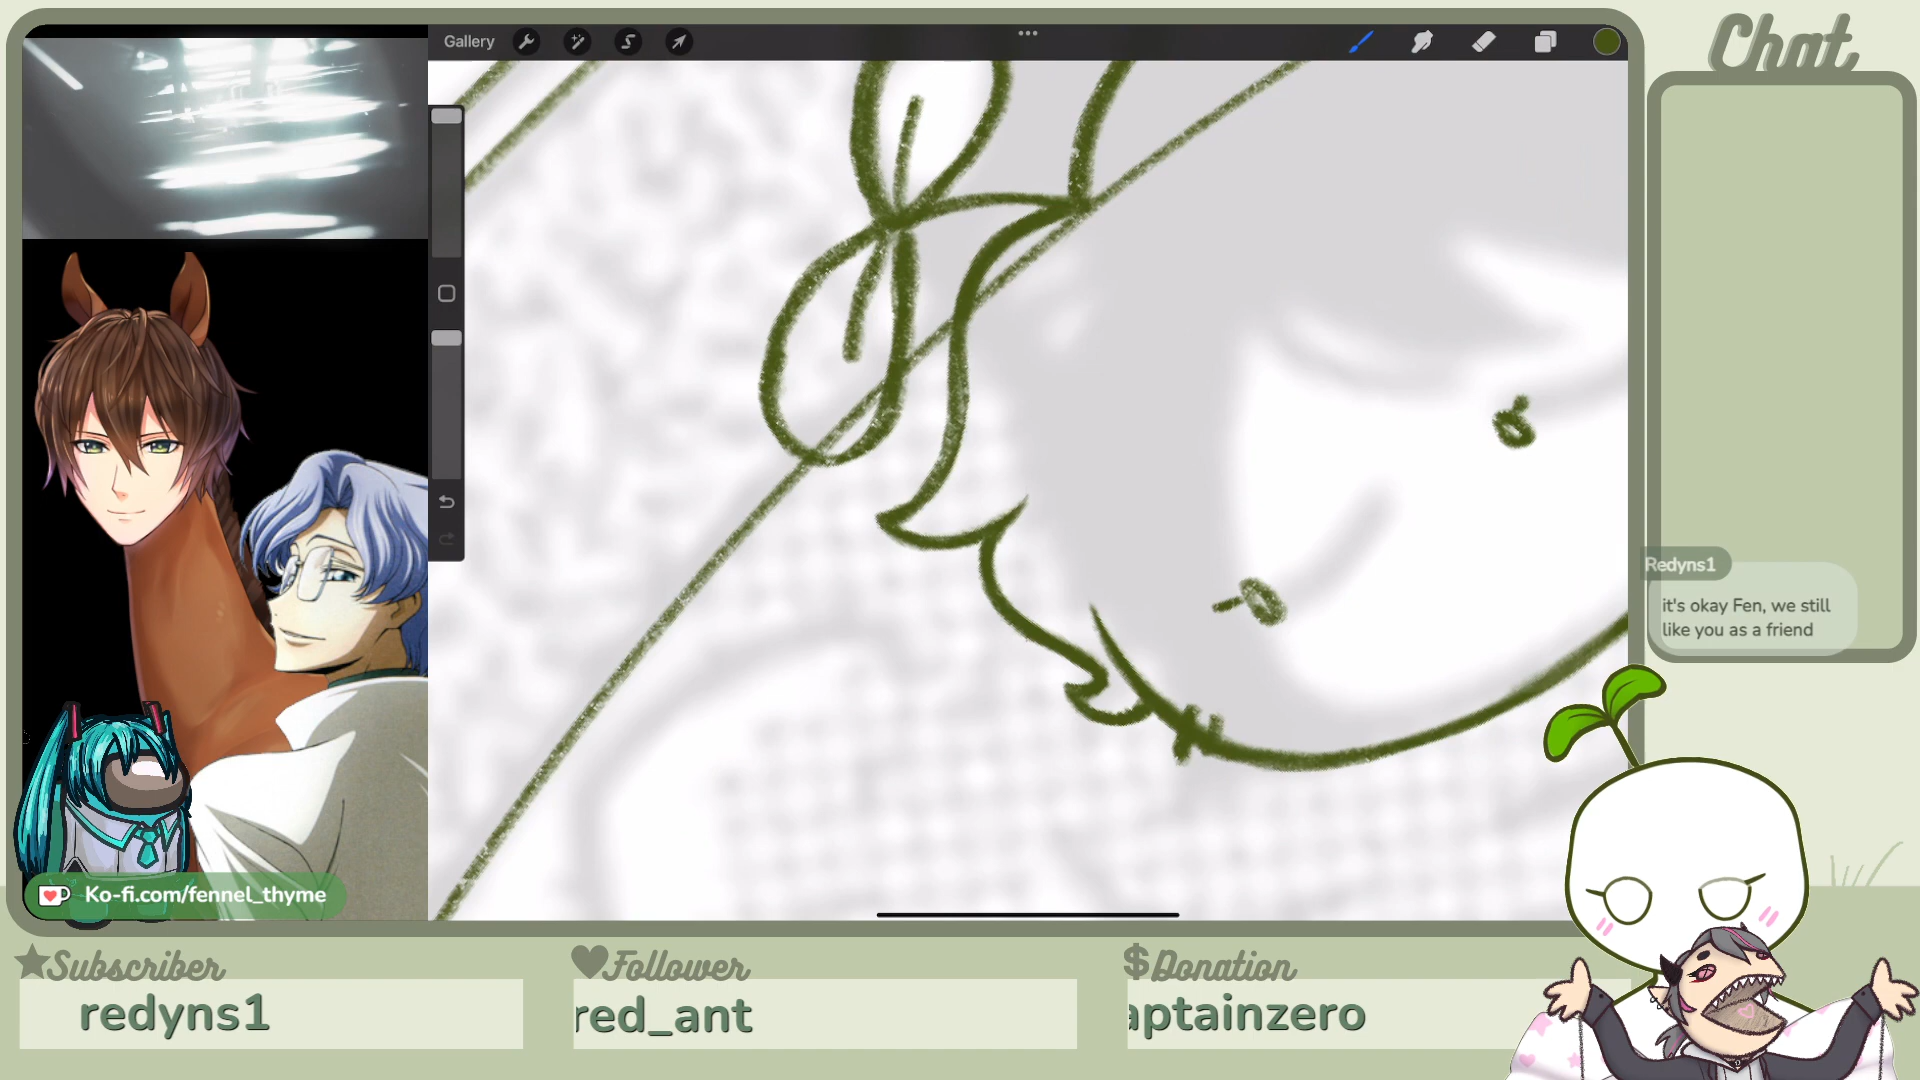 Gallery
Chat
Redyns1
it's okay Fen, we still
like you as a friend
Ko-fi.com/fennel_thyme
Subscriber
Follower
$Donation
redyns1
red_ant
aptainzero